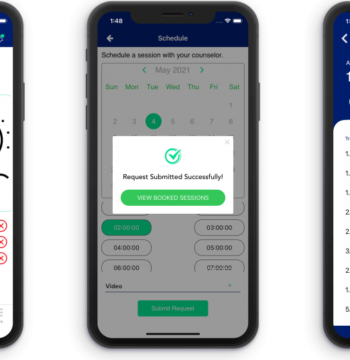 1:48
Schedule
Schedule a session with your counselor.
May 2021
Sun Mon Tue Wed Thu Fri Sat
1
2 3 4 5 6 7 8
Request Submitted Successfully!
VIEW BOOKED SESSIONS
02:00:00 03:00:00
04:00:00 05:00:00
06:00:00 07:00:00
Video
Submit Request
1.
1.
1.
1.
2.
2.
3.
2.
1.
5.